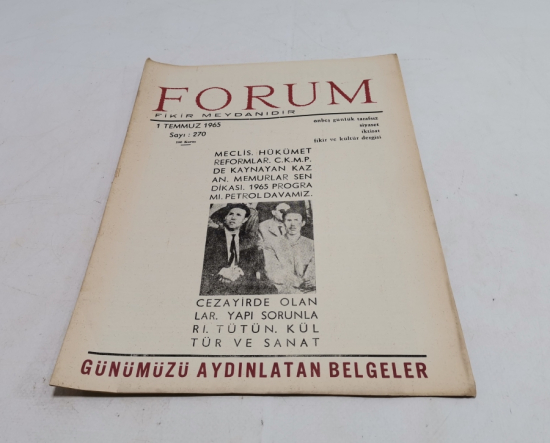 FORUM
FİKİR MEYDANIDIR
1 TEMMUZ 1965
Sayı : 270
onbeş günlük tarafsız
siyaset
iktisat
fikir ve kültür dergisi
MECLİS. HÜKÜMET
REFORMLAR. C.K.M.P.
DE KAYNAYAN KAZ
AN. MEMURLAR SEN
DİKASI. 1965 PROGRA
MI. PETROL DAVAMIZ.
CEZAYİRDE OLAN
LAR. YAPI SORUNLA
RI. TÜTÜN. KÜL
TÜR VE SANAT
GÜNÜMÜZÜ AYDINLATAN BELGELER